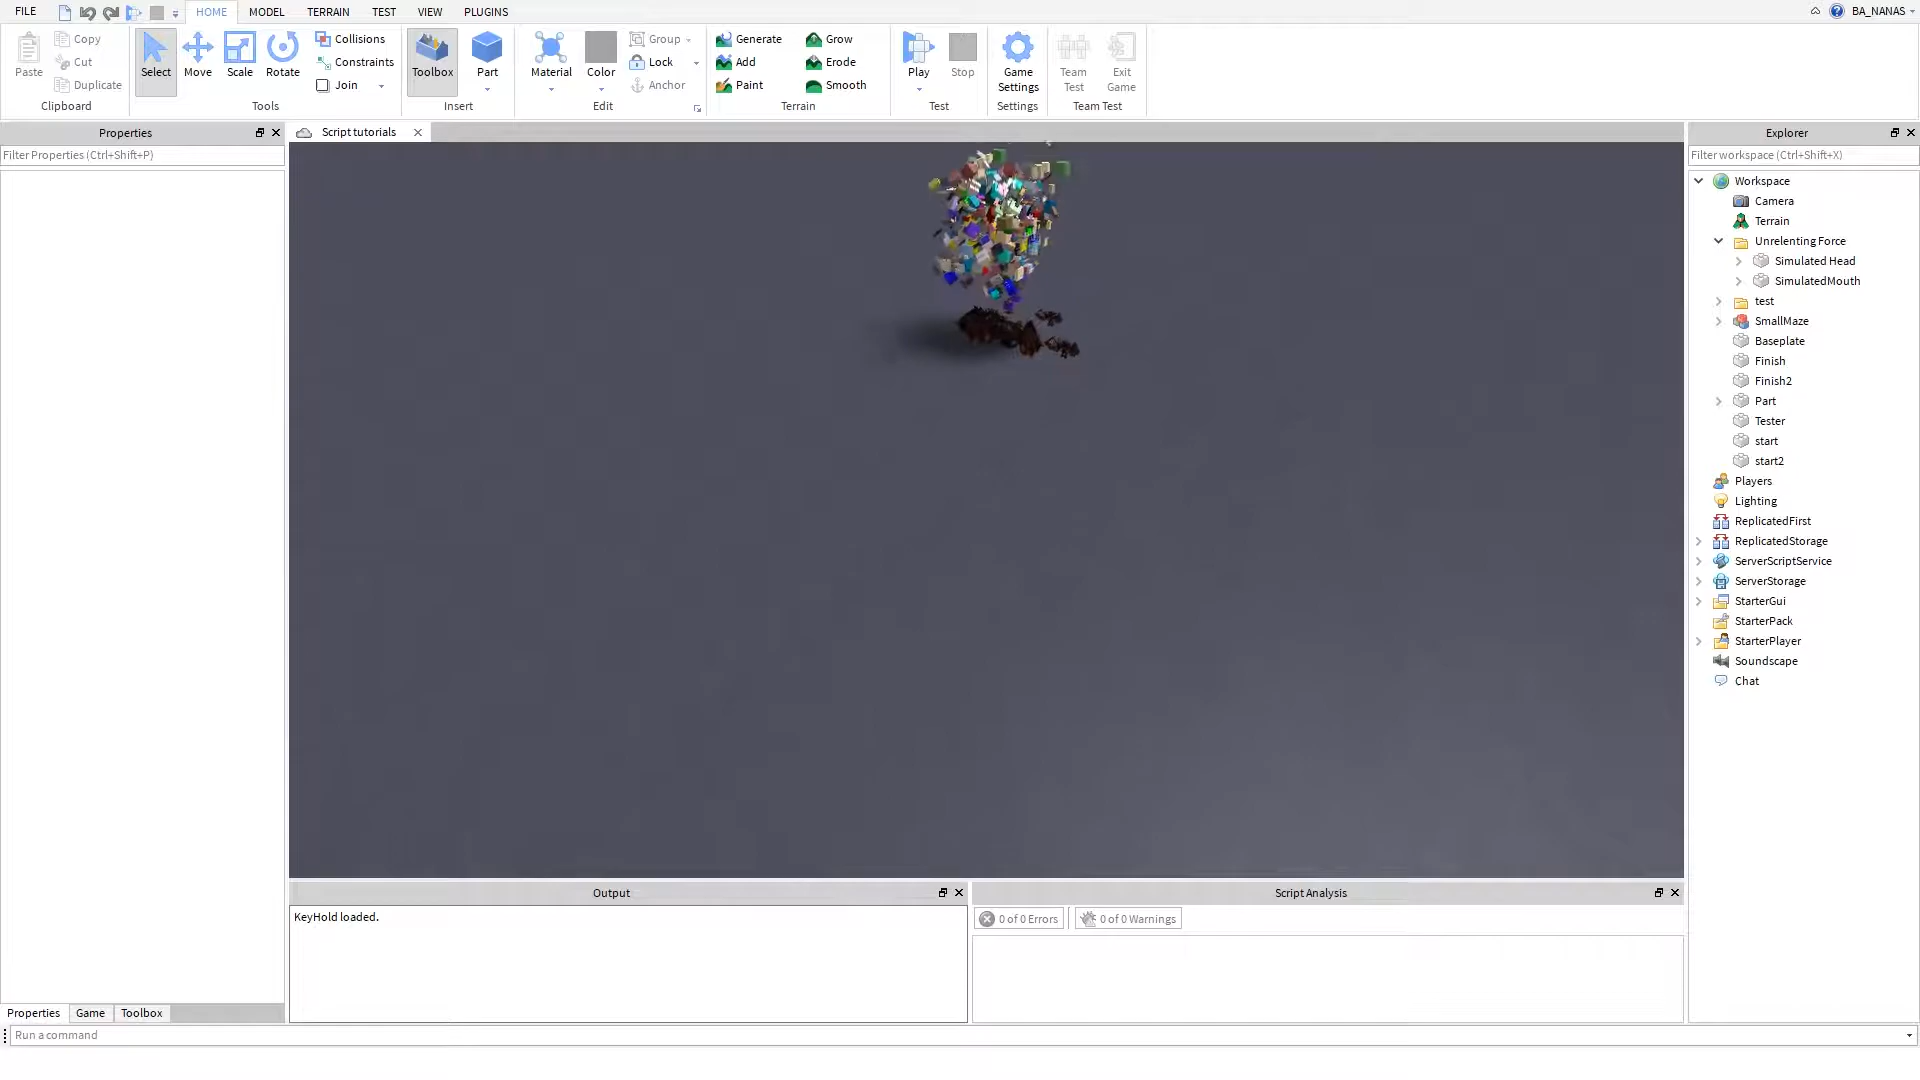 FILE HOME MODEL TERRAIN TEST VIEW PLUGINS BA_NANAS
Paste Copy Cut Duplicate
Clipboard
Select Move Scale Rotate Collisions Constraints Join
Tools
Toolbox Part
Insert
Material Color Group Lock Anchor
Edit
Generate Grow
Add Erode
Paint Smooth
Terrain
Play Stop
Test
Game Settings
Settings
Team Test Exit Game
Team Test
Properties
Filter Properties (Ctrl+Shift+P)
Script tutorials
Explorer
Filter workspace (Ctrl+Shift+X)
Workspace
Camera
Terrain
Unrelenting Force
Simulated Head
SimulatedMouth
test
SmallMaze
Baseplate
Finish
Finish2
Part
Tester
start
start2
Players
Lighting
ReplicatedFirst
ReplicatedStorage
ServerScriptService
ServerStorage
StarterGui
StarterPack
StarterPlayer
Soundscape
Chat
Output
KeyHold loaded.
Script Analysis
0 of 0 Errors 0 of 0 Warnings
Properties Game Toolbox
Run a command